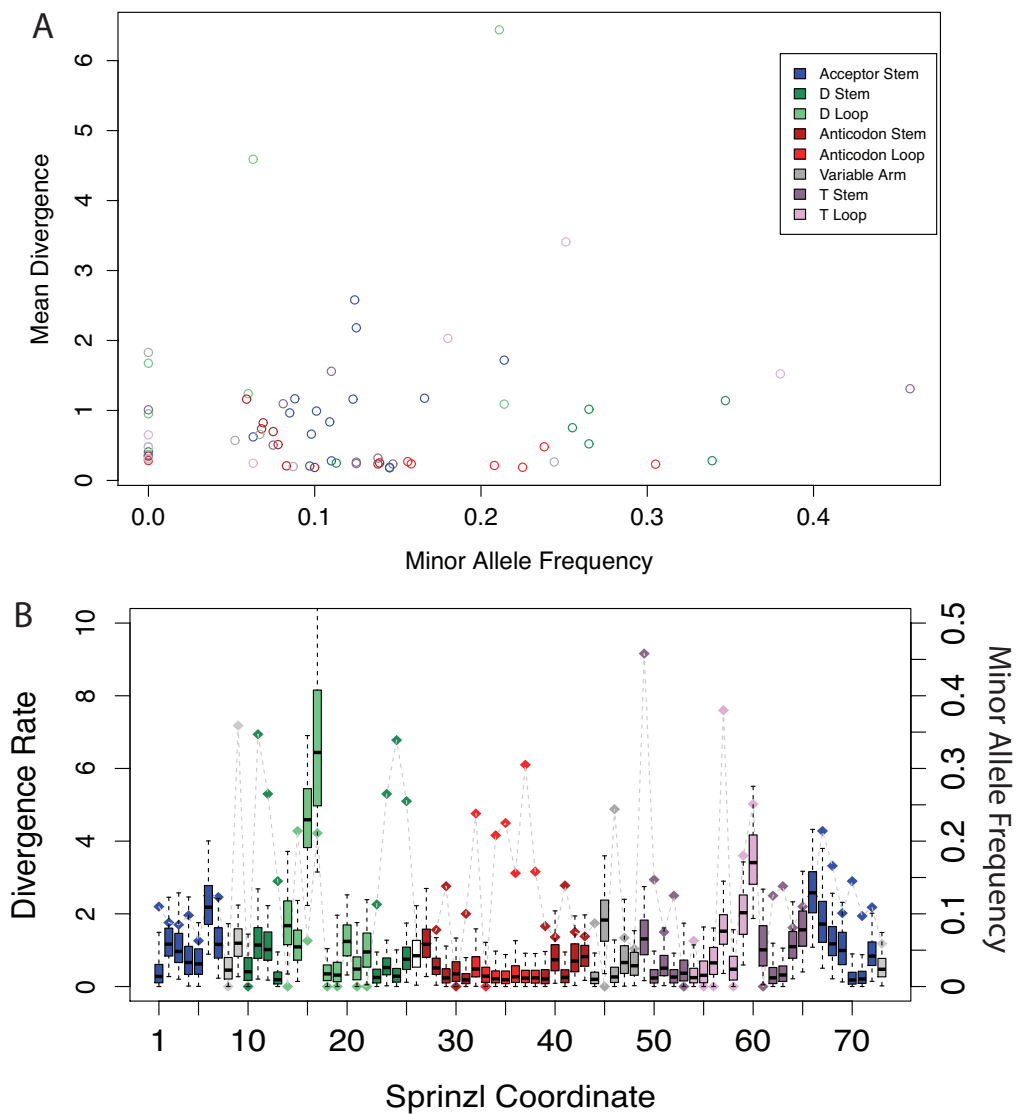 A
Mean Divergence
6
5
4
3
2
1
0
Acceptor Stem
D Stem
D Loop
Anticodon Stem
Anticodon Loop
Variable Arm
T Stem
T Loop
0.0 0.1 0.2 0.3 0.4
Minor Allele Frequency
B
Divergence Rate
10
8
6
4
2
0
0.5
0.4
0.3
0.2
0.1
0
Minor Allele Frequency
1 10 20 30 40 50 60 70
Sprinzl Coordinate